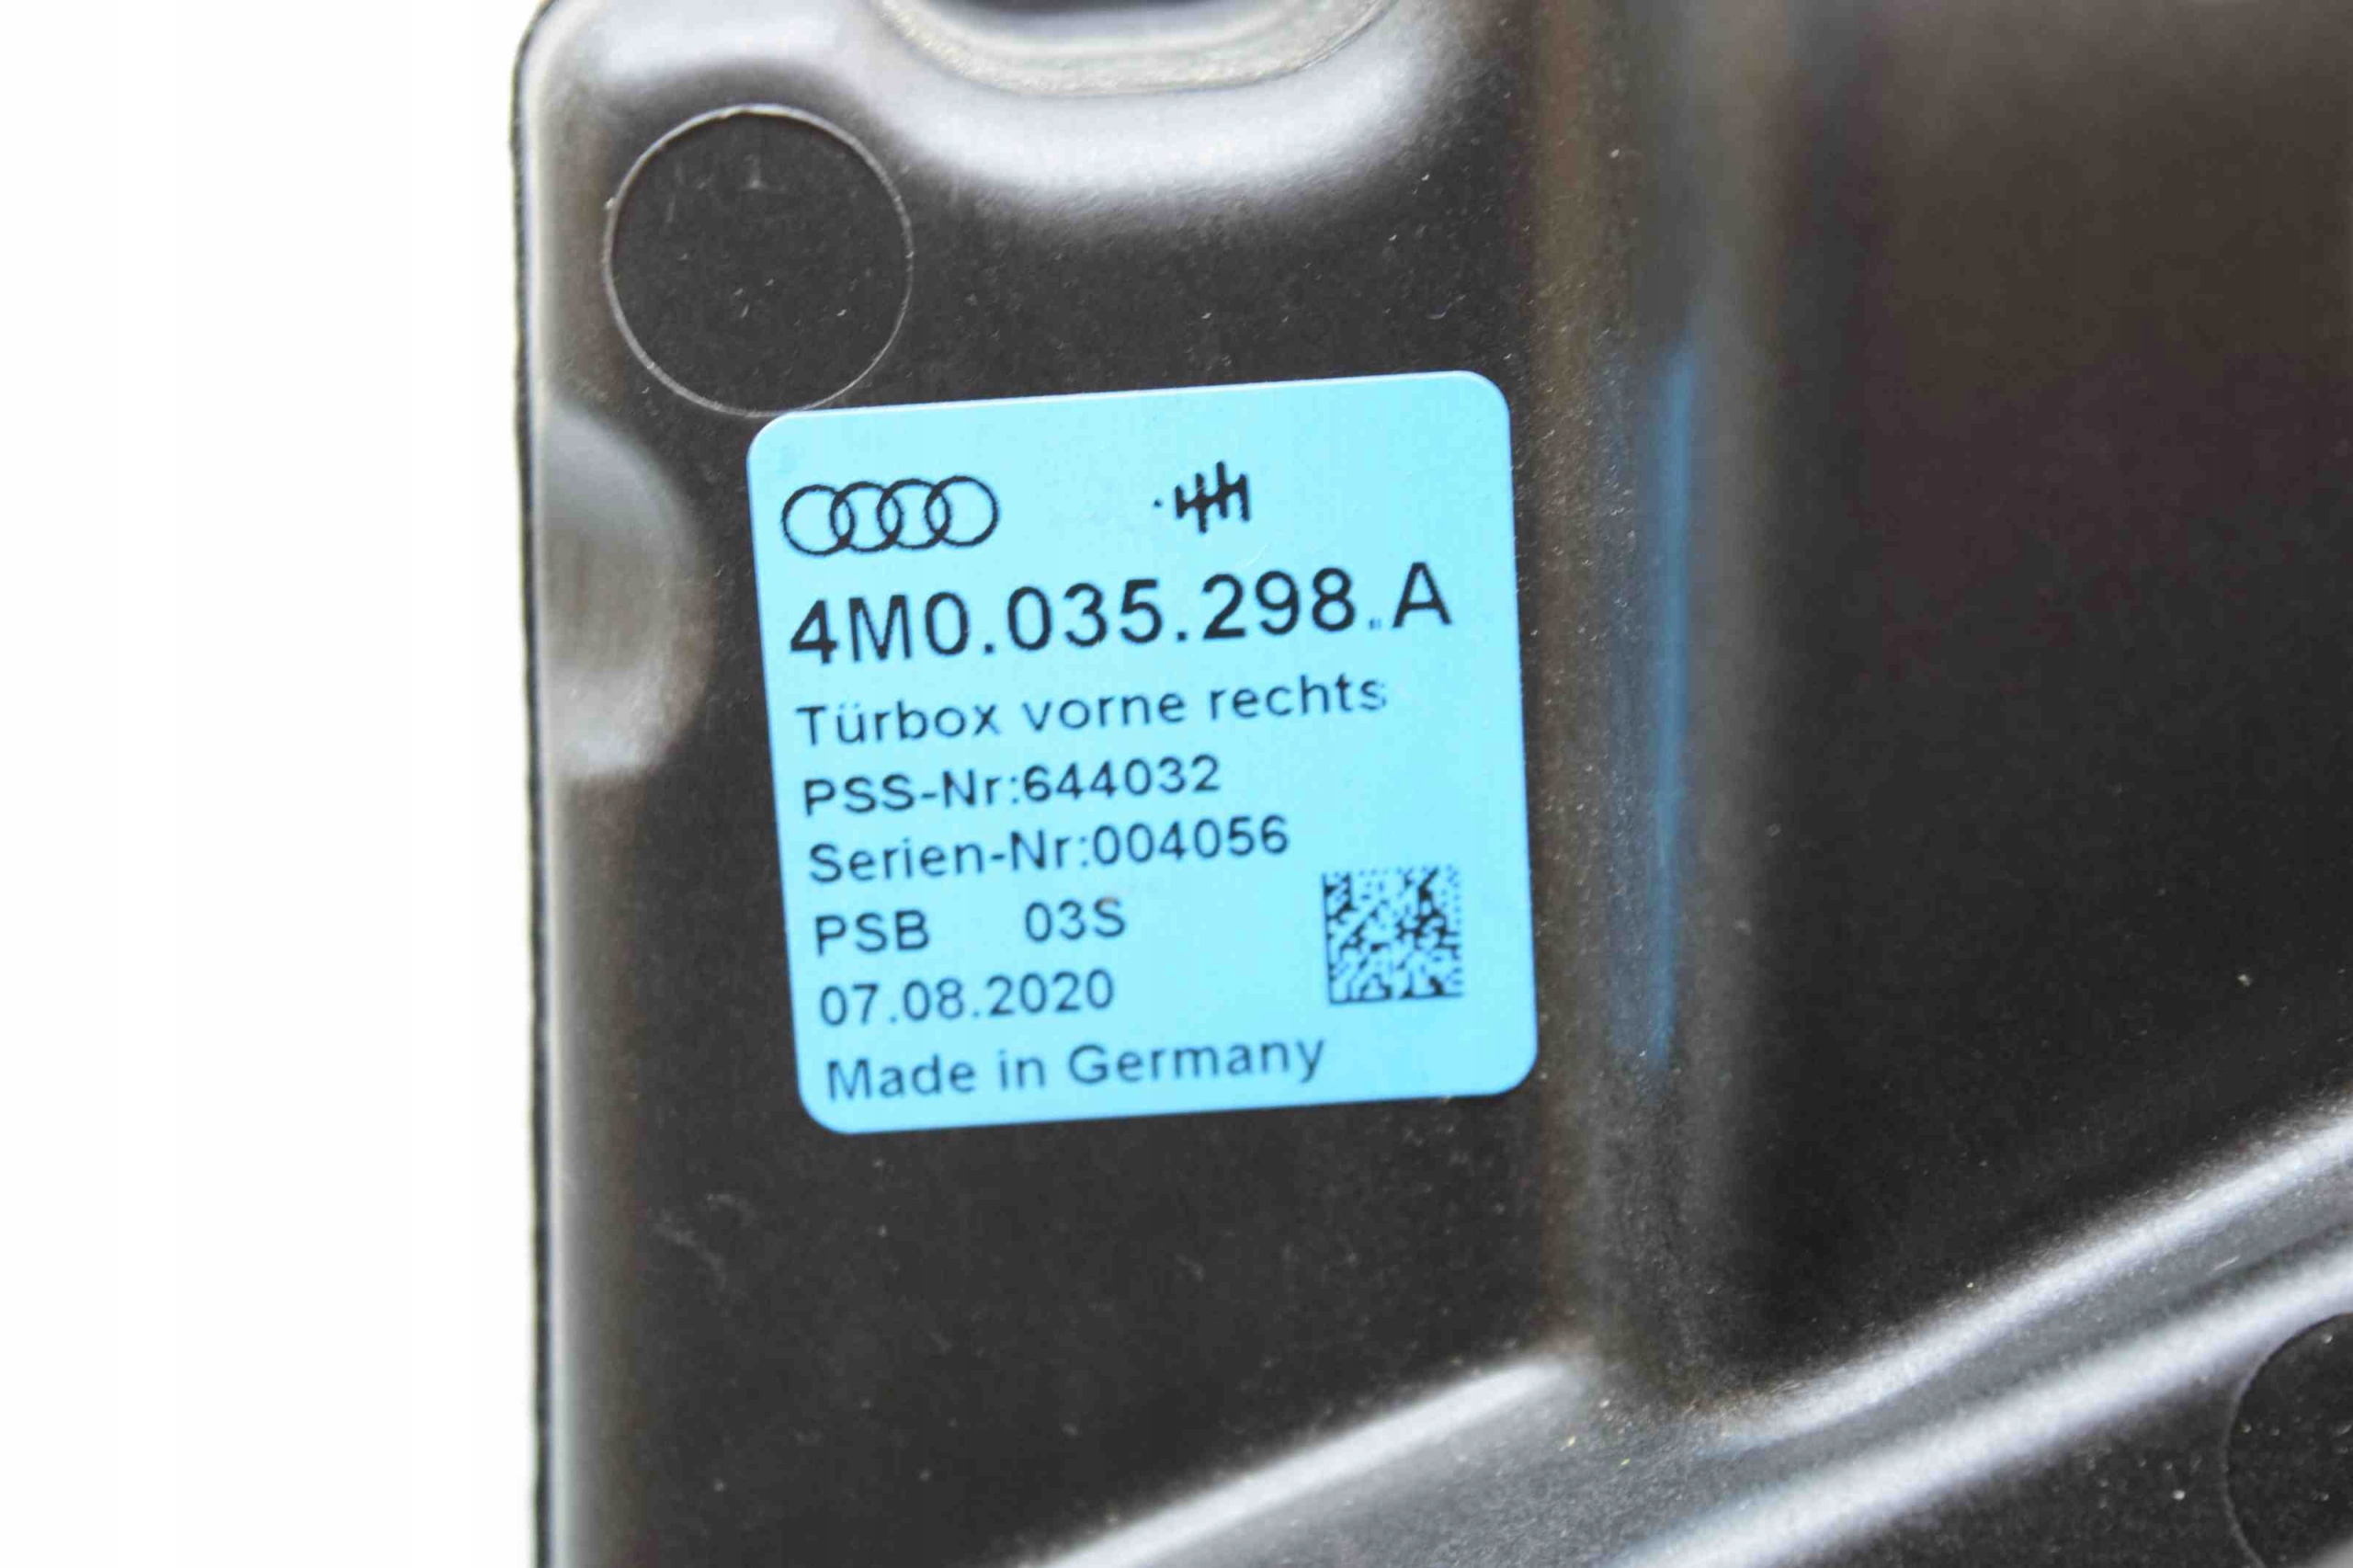 4M0.035.298.A
Türbox vorne rechts
PSS-Nr:644032
Serien-Nr:004056
PSB 03S
07.08.2020
Made in Germany